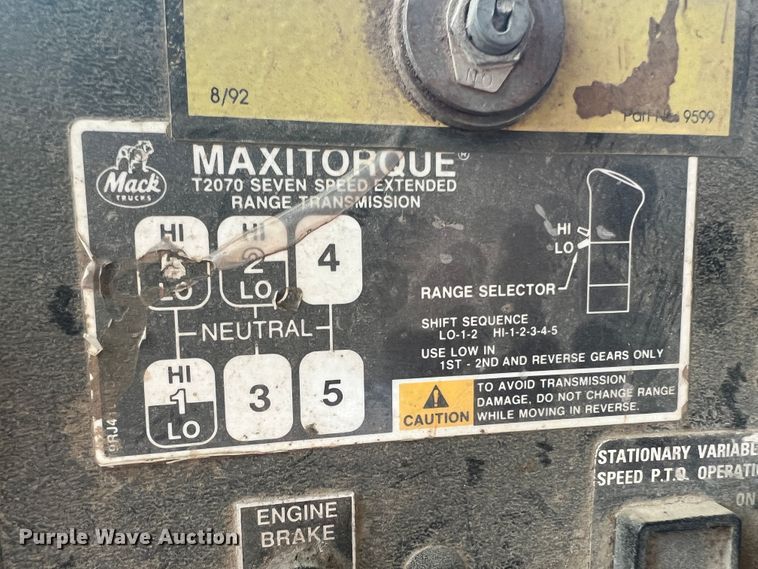 NO
8/92
Part No. 9599
Mack
TRUCKS
MAXITORQUE®
T2070 SEVEN SPEED EXTENDED
RANGE TRANSMISSION
HI
R
LO
HI
2
LO
4
NEUTRAL
HI
1
LO
3
5
HI
LO
RANGE SELECTOR
SHIFT SEQUENCE
LO-1-2 HI-1-2-3-4-5
USE LOW IN
1ST - 2ND AND REVERSE GEARS ONLY
CAUTION
TO AVOID TRANSMISSION
DAMAGE, DO NOT CHANGE RANGE
WHILE MOVING IN REVERSE.
STATIONARY VARIABLE
SPEED P.T.O. OPERATIO
ON
ENGINE
BRAKE
Purple Wave Auction